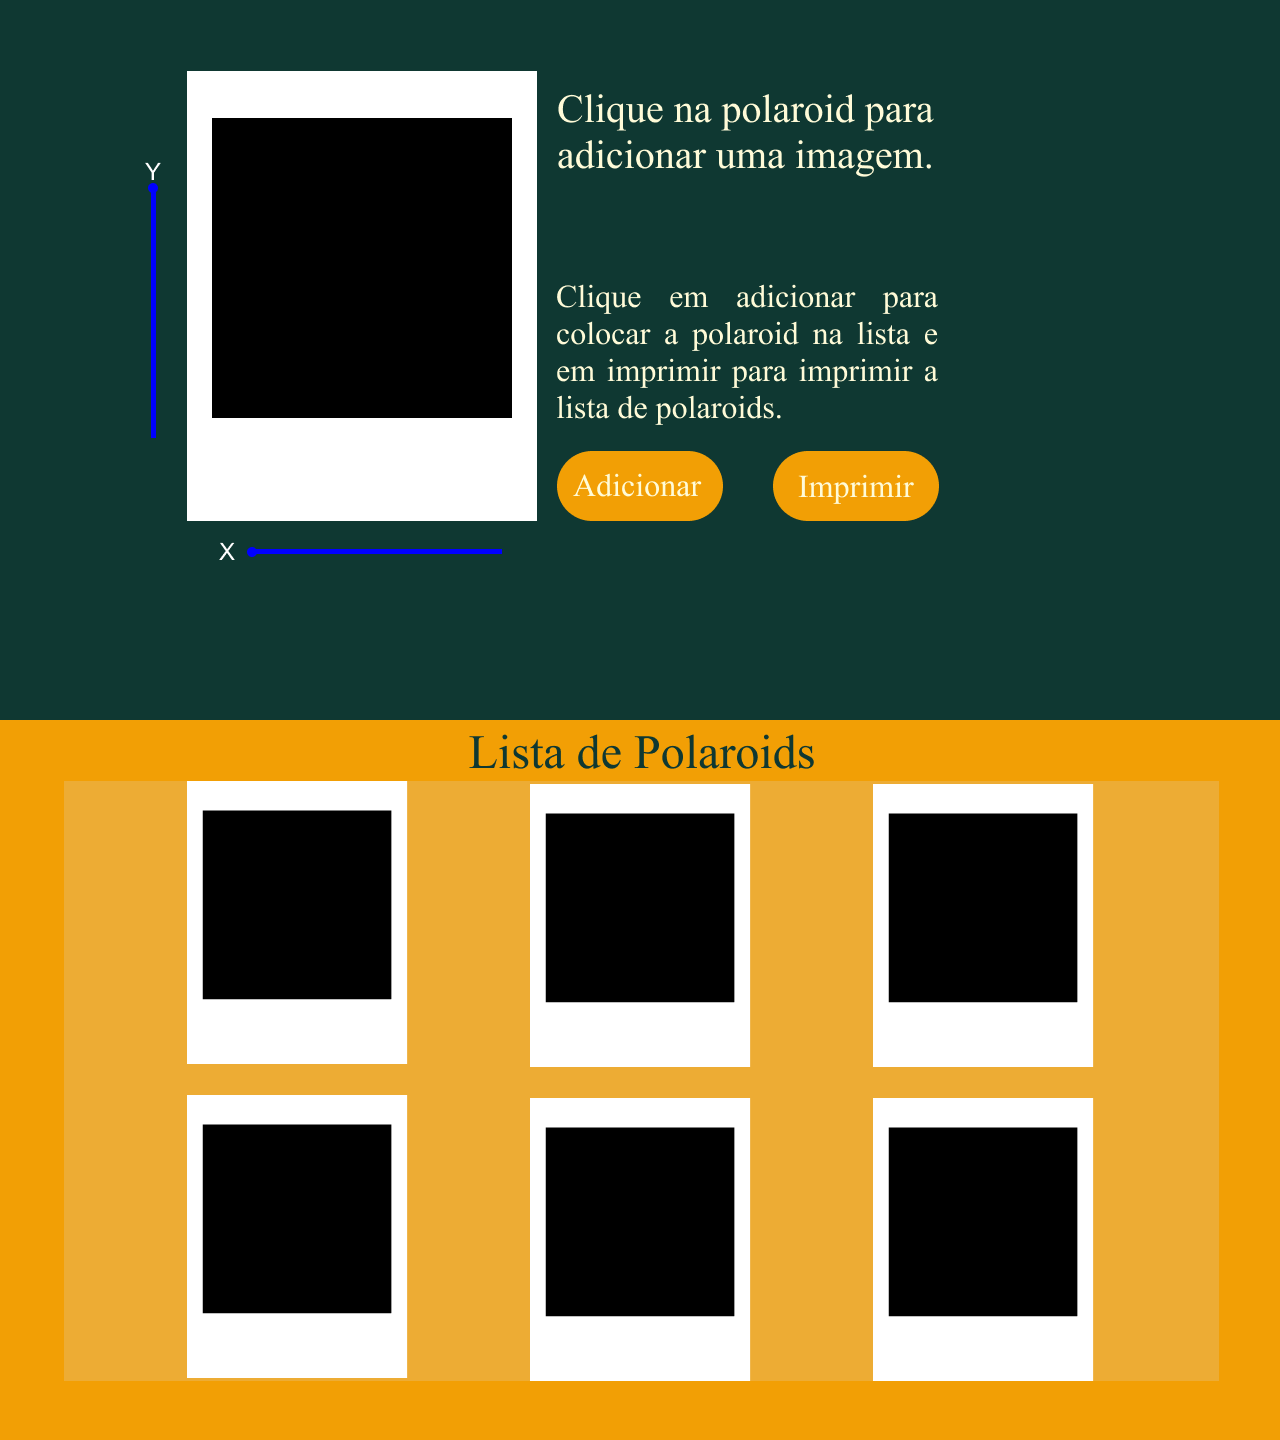 Clique na polaroid para
adicionar uma imagem.
Y
Clique em adicionar para
colocar a polaroid na lista e
em imprimir para imprimir a
lista de polaroids.
Adicionar
Imprimir
X
Lista de Polaroids